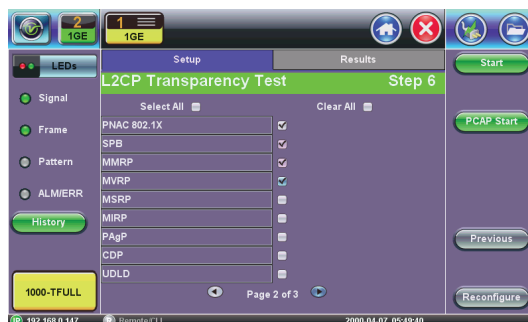 2
1GE
1
1GE
LEDs
Setup
Results
Start
L2CP Transparency Test
Step 6
Select All
Clear All
Signal
PNAC 802.1X
PCAP Start
SPB
Frame
MMRP
Pattern
MVRP
MSRP
ALM/ERR
MIRP
History
PAgP
Previous
CDP
UDLD
1000-TFULL
Page 2 of 3
Reconfigure
IP 192.168.0.147
R Remote/CLI
2000-04-07 05:49:40